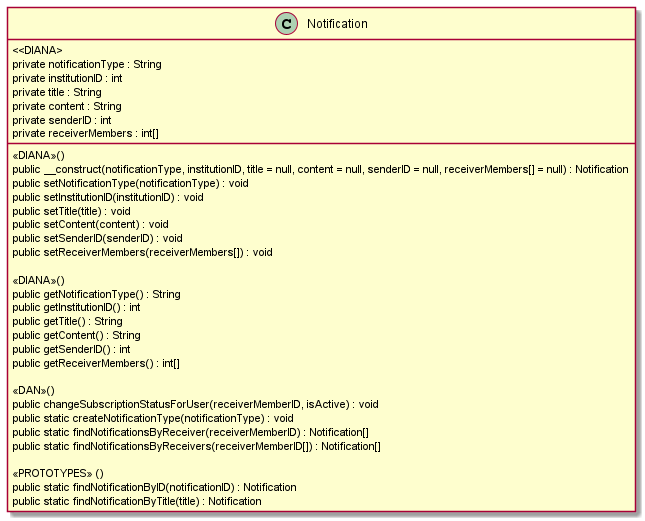 C Notification
<<DIANA>
private notificationType : String
private institutionID : int
private title : String
private content : String
private senderID : int
private receiverMembers : int[]
«DIANA»()
public __construct(notificationType, institutionID, title = null, content = null, senderID = null, receiverMembers[] = null) : Notification
public setNotificationType(notificationType) : void
public setInstitutionID(institutionID) : void
public setTitle(title) : void
public setContent(content) : void
public setSenderID(senderID) : void
public setReceiverMembers(receiverMembers[]) : void
«DIANA»()
public getNotificationType() : String
public getInstitutionID() : int
public getTitle() : String
public getContent() : String
public getSenderID() : int
public getReceiverMembers() : int[]
«DAN»()
public changeSubscriptionStatusForUser(receiverMemberID, isActive) : void
public static createNotificationType(notificationType) : void
public static findNotificationsByReceiver(receiverMemberID) : Notification[]
public static findNotificationsByReceivers(receiverMemberID[]) : Notification[]
«PROTOTYPES» ()
public static findNotificationByID(notificationID) : Notification
public static findNotificationByTitle(title) : Notification